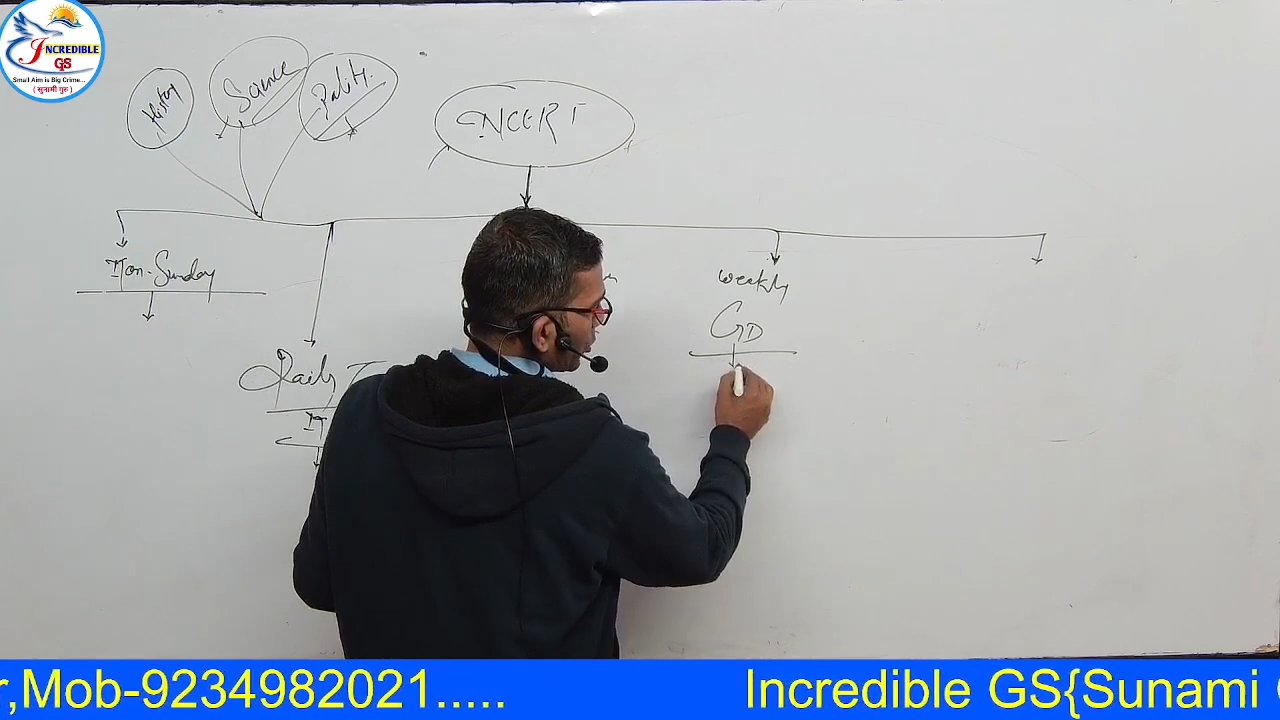 INCREDIBLE
GS
Small Aim is Big Crime...
( सुनामी गुरु )
History
Science
Polity
NCERT
Mon-Sunday
Daily T
weekly
GD
r,Mob-9234982021.....
Incredible GS{Sunami